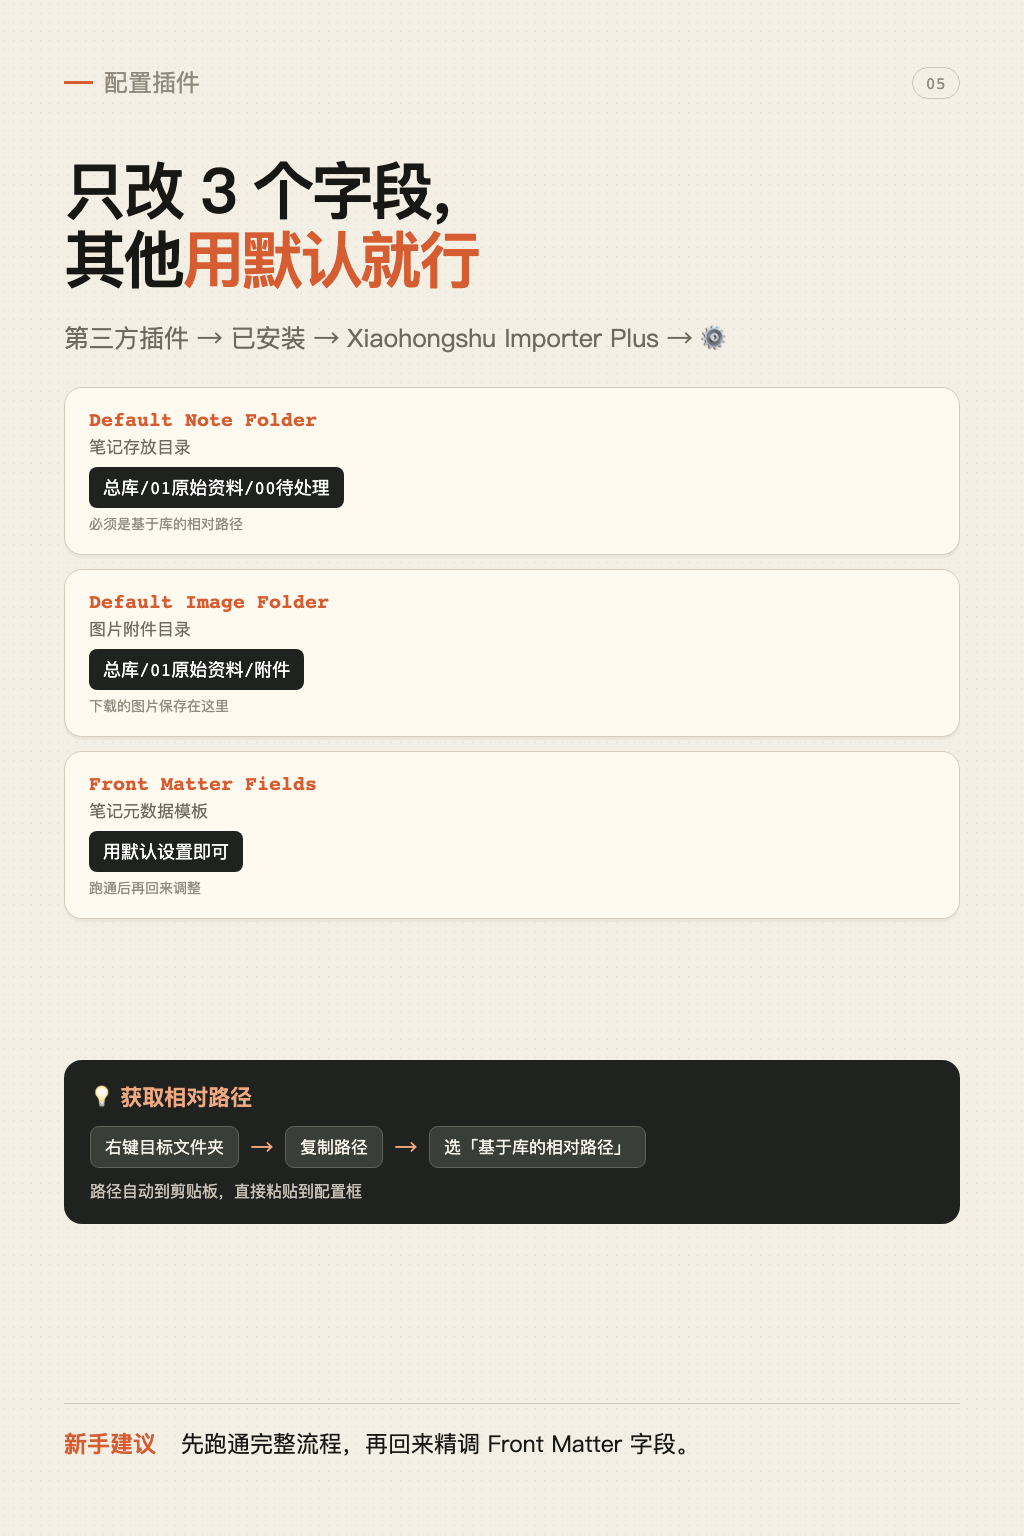 配置插件
05
只改 3 个字段，
其他用默认就行
第三方插件 → 已安装 → Xiaohongshu Importer Plus → ⚙️
Default Note Folder
笔记存放目录
总库/01原始资料/00待处理
必须是基于库的相对路径
Default Image Folder
图片附件目录
总库/01原始资料/附件
下载的图片保存在这里
Front Matter Fields
笔记元数据模板
用默认设置即可
跑通后再回来调整
💡 获取相对路径
右键目标文件夹 → 复制路径 → 选「基于库的相对路径」
路径自动到剪贴板，直接粘贴到配置框
新手建议 先跑通完整流程，再回来精调 Front Matter 字段。